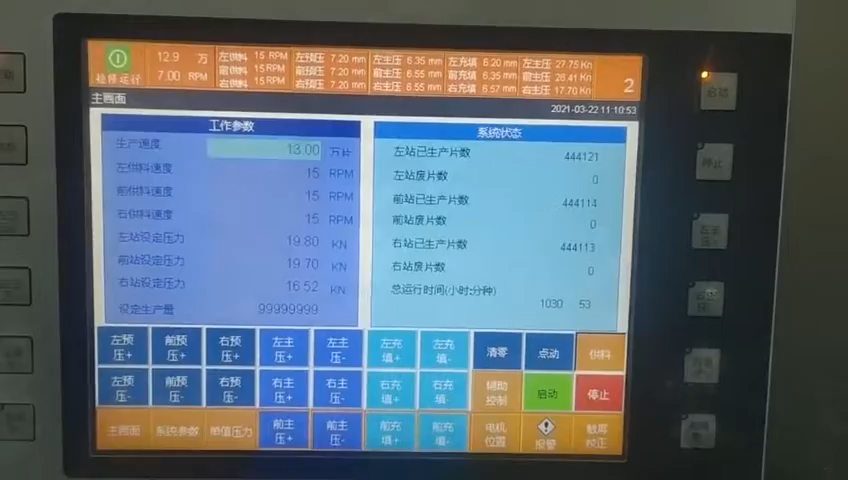 12.9 万
7.00 RPM
检修运行
左供料 15 RPM
前供料 15 RPM
右供料 15 RPM
左预压 7.20 mm
前预压 7.20 mm
右预压 7.20 mm
左主压 6.35 mm
前主压 6.55 mm
右主压 6.55 mm
左充填 6.20 mm
前充填 6.35 mm
右充填 6.57 mm
左主压 27.75 Kn
前主压 28.41 Kn
右主压 17.70 Kn
2
主画面
2021-03-22 11:10:53
工作参数
生产速度 13.00 万片
左供料速度 15 RPM
前供料速度 15 RPM
右供料速度 15 RPM
左站设定压力 19.80 KN
前站设定压力 19.70 KN
右站设定压力 16.52 KN
设定生产量 99999999
系统状态
左站已生产片数 444121
左站废片数 0
前站已生产片数 444114
前站废片数 0
右站已生产片数 444113
右站废片数 0
总运行时间(小时:分种) 1030 53
左预压+ 前预压+ 右预压+ 左主压+ 左主压- 左充填+ 左充填- 清零 点动 供料
左预压- 前预压- 右预压- 右主压+ 右主压- 右充填+ 右充填- 辅助控制 启动 停止
主画面 系统参数 单值压力 前主压+ 前主压- 前充填+ 前充填- 电机位置 报警 触屏校正
启动
停止